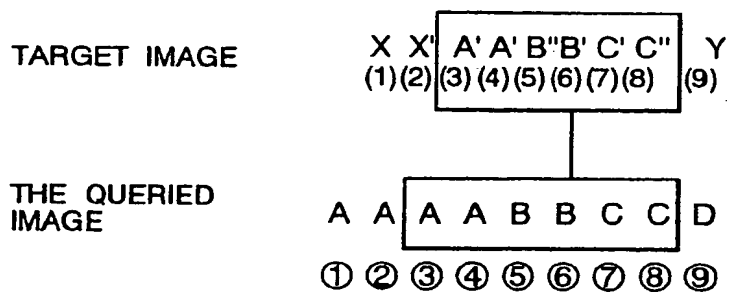 TARGET IMAGE X X' A' A' B" B' C' C" Y
(1) (2) (3) (4) (5) (6) (7) (8) (9)
THE QUERIED
IMAGE A A A A B B C C D
① ② ③ ④ ⑤ ⑥ ⑦ ⑧ ⑨